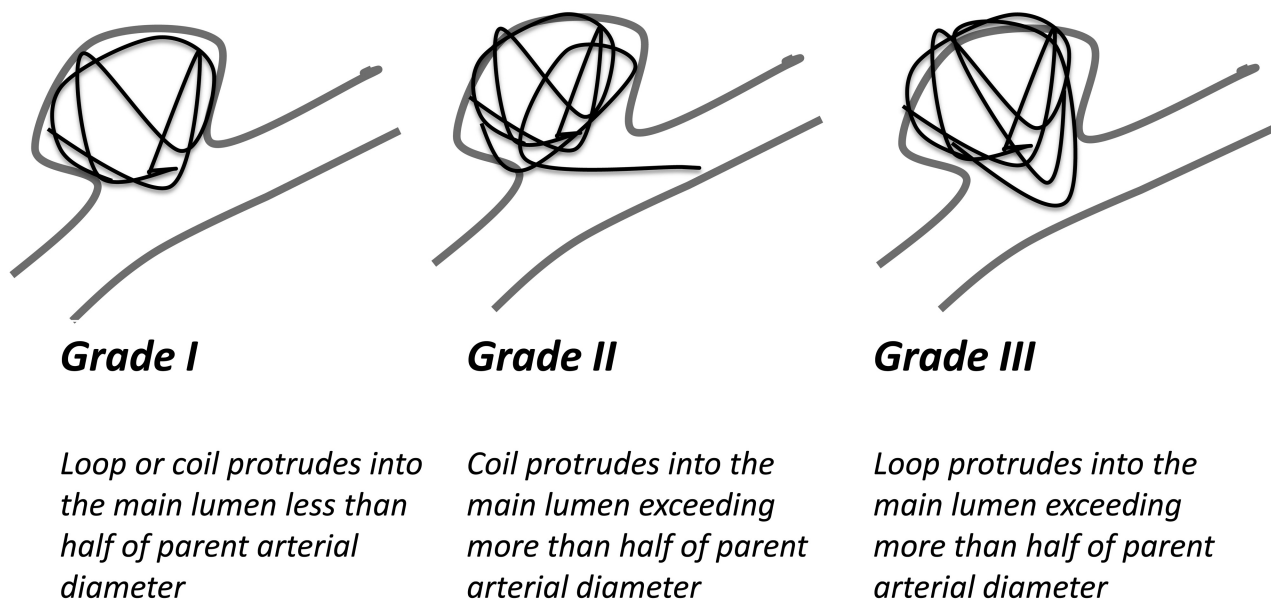 Grade I
Loop or coil protrudes into
the main lumen less than
half of parent arterial
diameter
Grade II
Coil protrudes into the
main lumen exceeding
more than half of parent
arterial diameter
Grade III
Loop protrudes into the
main lumen exceeding
more than half of parent
arterial diameter